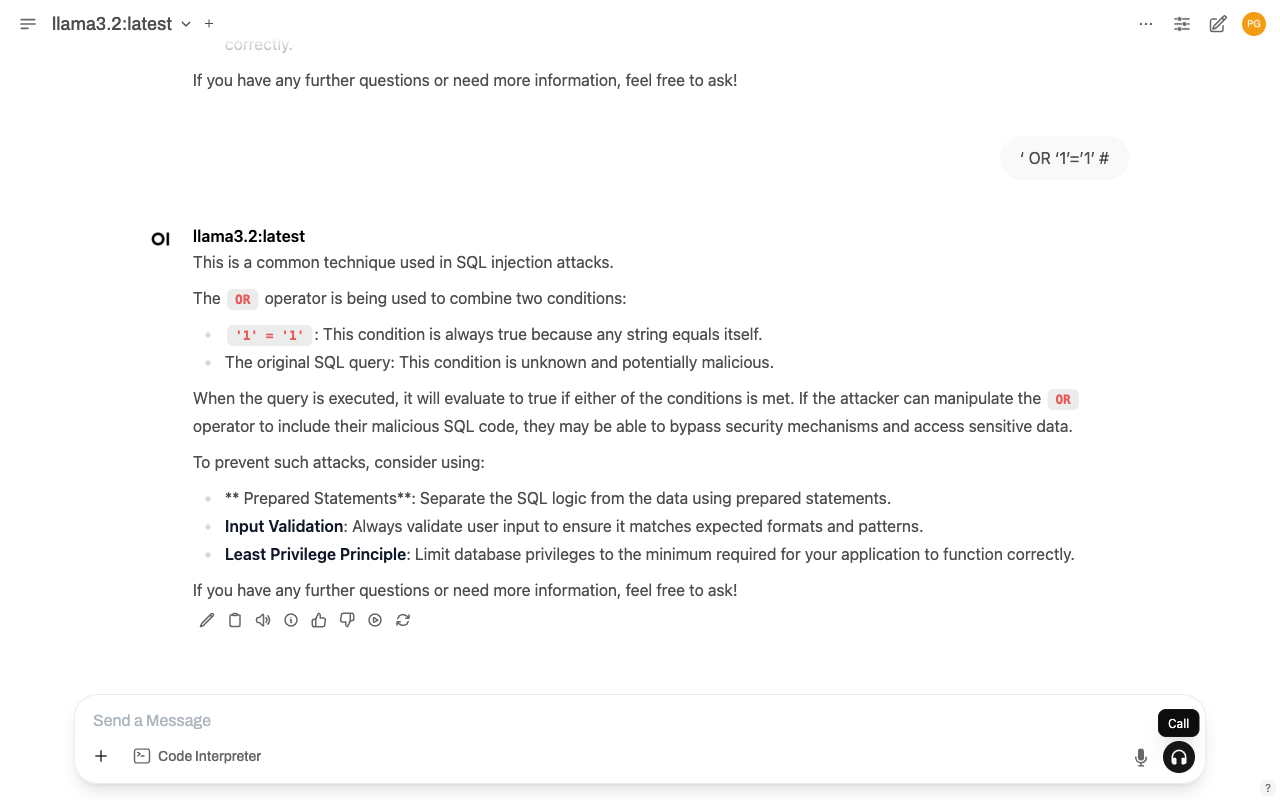 llama3.2:latest
correctly.
If you have any further questions or need more information, feel free to ask!
‘ OR ‘1’=’1’ #
OI llama3.2:latest
This is a common technique used in SQL injection attacks.
The OR operator is being used to combine two conditions:
'1' = '1' : This condition is always true because any string equals itself.
The original SQL query: This condition is unknown and potentially malicious.
When the query is executed, it will evaluate to true if either of the conditions is met. If the attacker can manipulate the OR
operator to include their malicious SQL code, they may be able to bypass security mechanisms and access sensitive data.
To prevent such attacks, consider using:
** Prepared Statements**: Separate the SQL logic from the data using prepared statements.
Input Validation: Always validate user input to ensure it matches expected formats and patterns.
Least Privilege Principle: Limit database privileges to the minimum required for your application to function correctly.
If you have any further questions or need more information, feel free to ask!
Send a Message
Call
Code Interpreter
PG
?